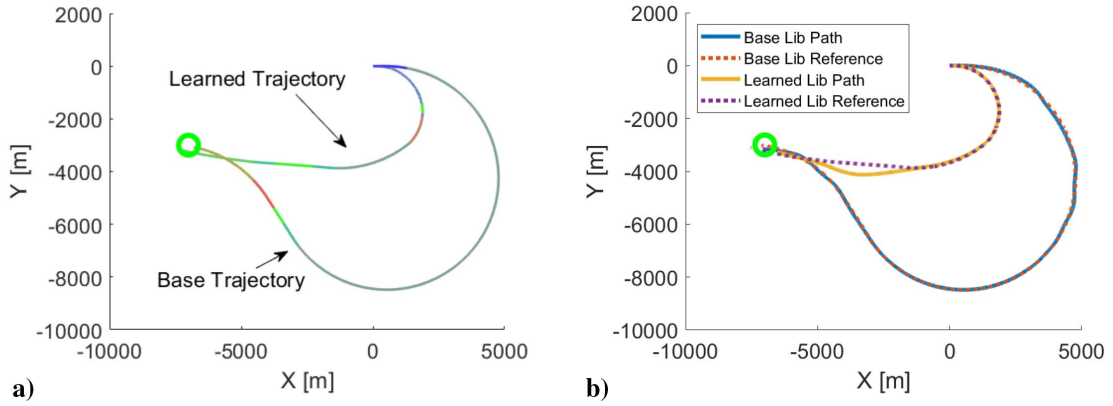 2000
0
-2000
-4000
-6000
-8000
-10000
Y [m]
Learned Trajectory
Base Trajectory
-10000 -5000 0 5000
X [m]
a)
2000
0
-2000
-4000
-6000
-8000
-10000
Y [m]
Base Lib Path
Base Lib Reference
Learned Lib Path
Learned Lib Reference
-10000 -5000 0 5000
X [m]
b)